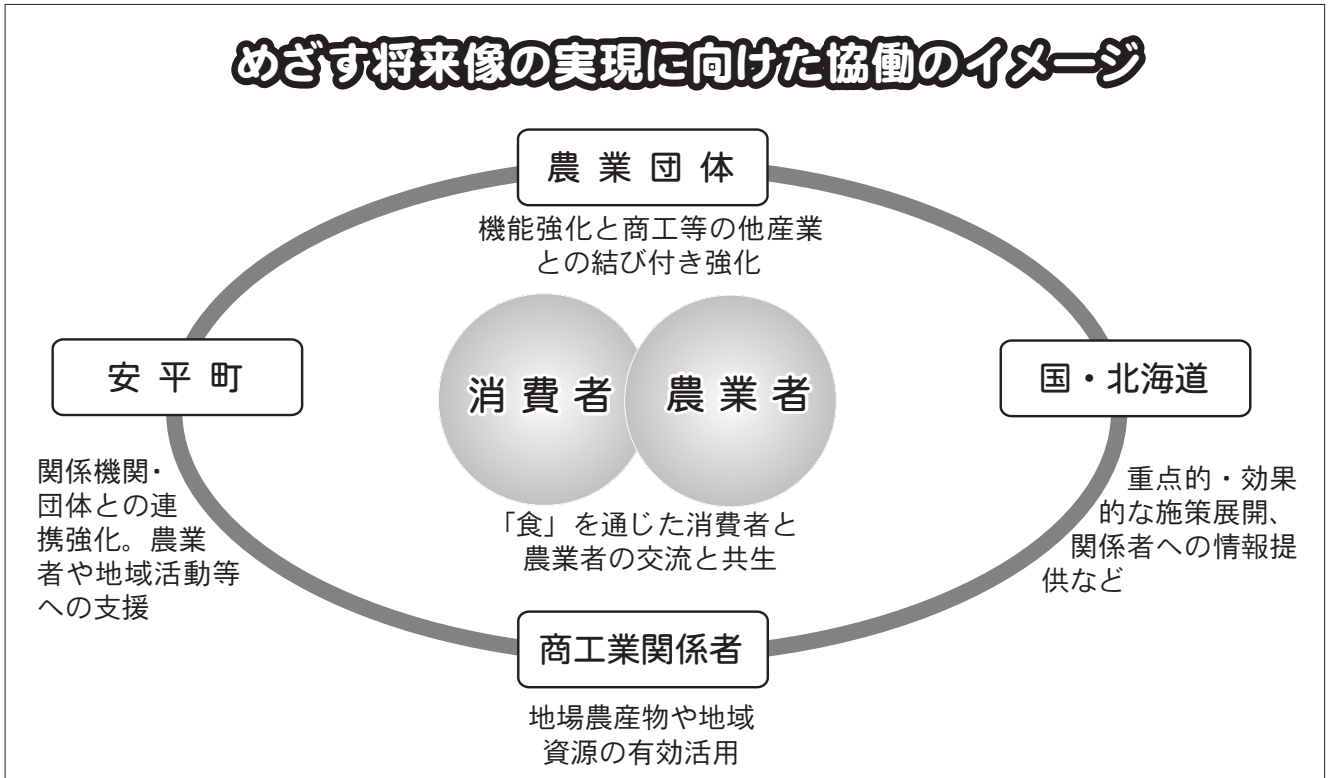 めざす将来像の実現に向けた協働のイメージ
農業団体
機能強化と商工等の他産業
との結び付き強化
安平町
関係機関・
団体との連
携強化。農業
者や地域活動等
への支援
消費者
農業者
「食」を通じた消費者と
農業者の交流と共生
国・北海道
重点的・効果
的な施策展開、
関係者への情報提
供など
商工業関係者
地場農産物や地域
資源の有効活用